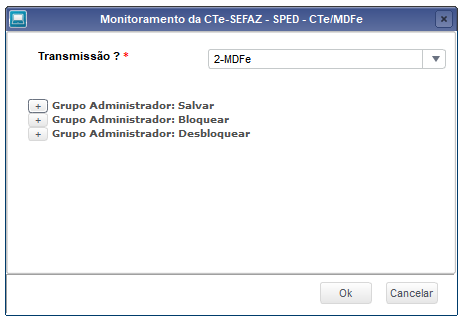 Monitoramento da CTe-SEFAZ - SPED - CTe/MDFe
Transmissão ? * 2-MDFe
+ Grupo Administrador: Salvar
+ Grupo Administrador: Bloquear
+ Grupo Administrador: Desbloquear
Ok Cancelar